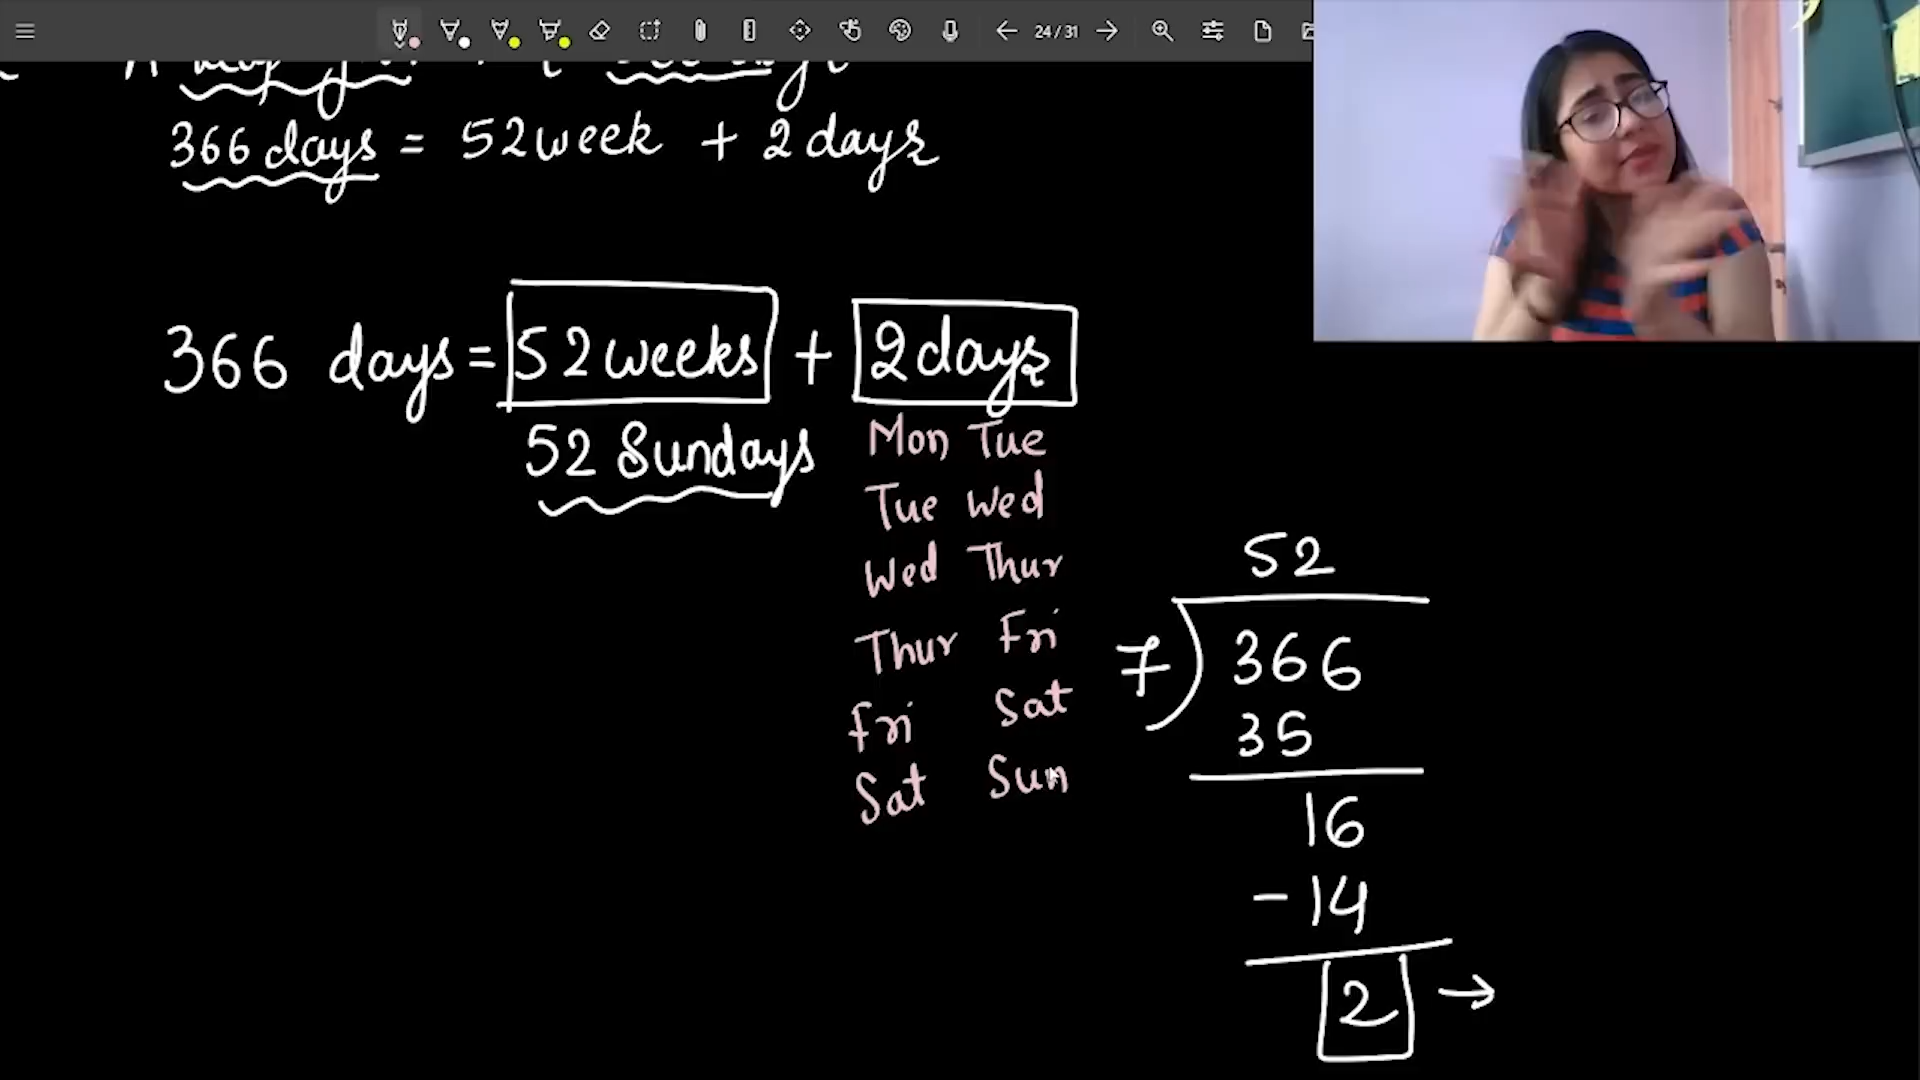 24/31
366 days = 52 week + 2 days
366 days = 52 weeks + 2 days
52 Sundays
Mon Tue
Tue Wed
Wed Thur
Thur Fri
Fri Sat
Sat Sun
52
7) 366
35
16
- 14
2 →